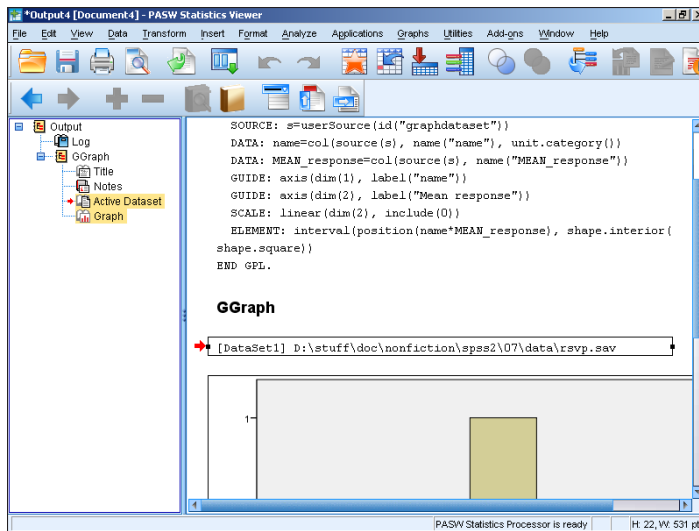 *Output4 [Document4] - PASW Statistics Viewer
File Edit View Data Transform Insert Format Analyze Applications Graphs Utilities Add-ons Window Help
Output
Log
GGraph
Title
Notes
Active Dataset
Graph
SOURCE: s=userSource(id("graphdataset"))
DATA: name=col(source(s), name("name"), unit.category())
DATA: MEAN_response=col(source(s), name("MEAN_response"))
GUIDE: axis(dim(1), label("name"))
GUIDE: axis(dim(2), label("Mean response"))
SCALE: linear(dim(2), include(0))
ELEMENT: interval(position(name*MEAN_response), shape.interior(
shape.square))
END GPL.
GGraph
[DataSet1] D:\stuff\doc\nonfiction\spss2\07\data\rsvp.sav
1
PASW Statistics Processor is ready
H: 22, W: 531 pt